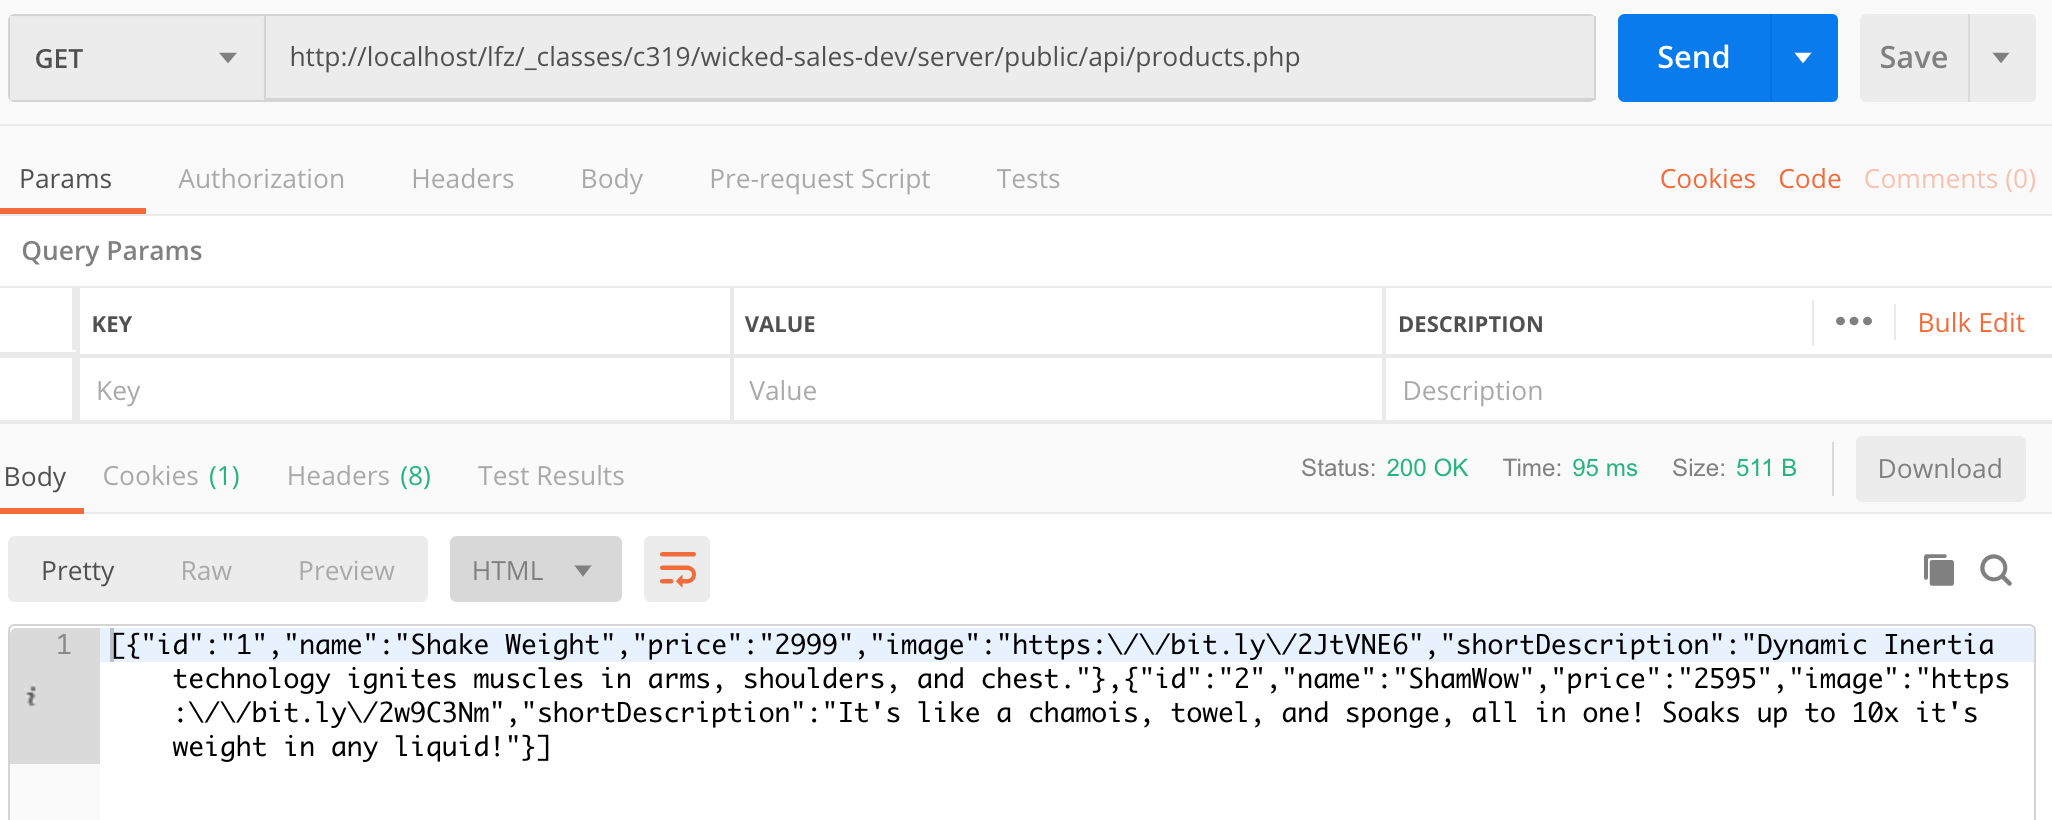 GET http://localhost/lfz/_classes/c319/wicked-sales-dev/server/public/api/products.php Send Save
Params Authorization Headers Body Pre-request Script Tests Cookies Code Comments (0)
Query Params
KEY VALUE DESCRIPTION ••• Bulk Edit
Key Value Description
Body Cookies (1) Headers (8) Test Results Status: 200 OK Time: 95 ms Size: 511 B Download
Pretty Raw Preview HTML
1 [{"id":"1","name":"Shake Weight","price":"2999","image":"https:\/\/bit.ly\/2JtVNE6","shortDescription":"Dynamic Inertia
technology ignites muscles in arms, shoulders, and chest."},{"id":"2","name":"ShamWow","price":"2595","image":"https
:\/\/bit.ly\/2w9C3Nm","shortDescription":"It's like a chamois, towel, and sponge, all in one! Soaks up to 10x it's
weight in any liquid!"}]